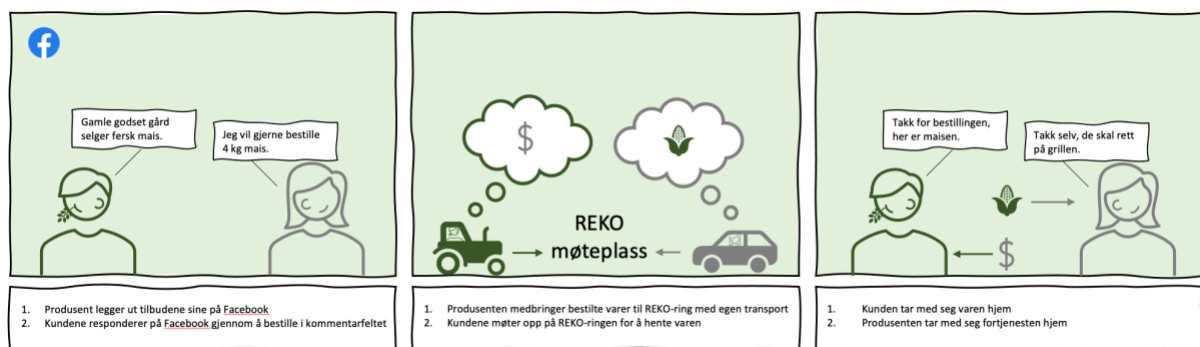 Gamle godset gård
selger fersk mais.
Jeg vil gjerne bestille
4 kg mais.
1. Produsent legger ut tilbudene sine på Facebook
2. Kundene responderer på Facebook gjennom å bestille i kommentarfeltet
$
REKO
møteplass
1. Produsenten medbringer bestilte varer til REKO-ring med egen transport
2. Kundene møter opp på REKO-ringen for å hente varen
Takk for bestillingen,
her er maisen.
Takk selv, de skal rett
på grillen.
$
1. Kunden tar med seg varen hjem
2. Produsenten tar med seg fortjenesten hjem